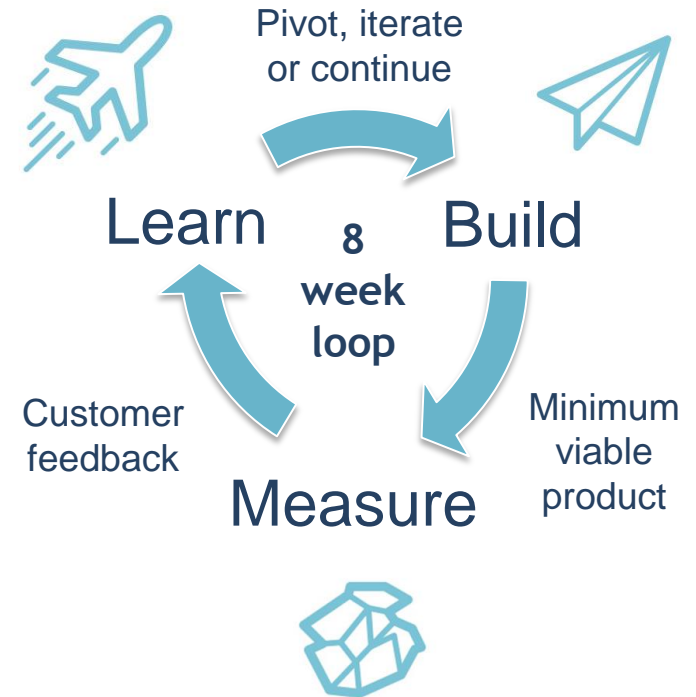 Pivot, iterate
or continue
Learn
Build
8
week
loop
Customer
feedback
Minimum
viable
product
Measure